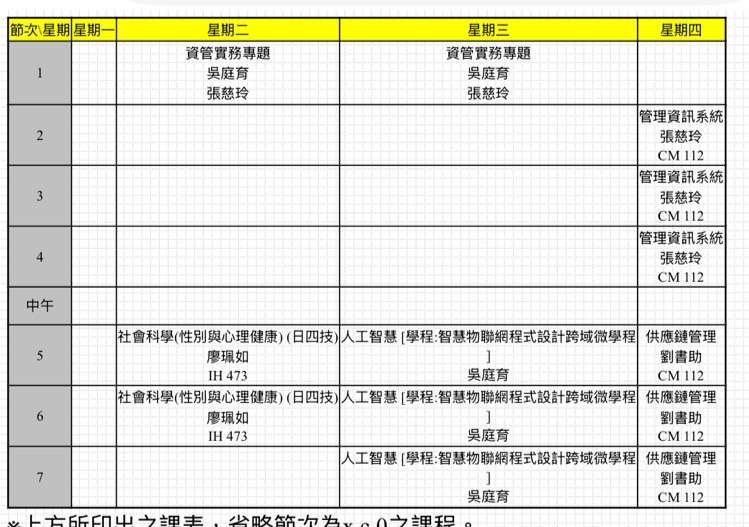 節次\星期 星期一 星期二 星期三 星期四
1 資管實務專題 資管實務專題
吳庭育 吳庭育
張慈玲 張慈玲
2 管理資訊系統
張慈玲
CM 112
3 管理資訊系統
張慈玲
CM 112
4 管理資訊系統
張慈玲
CM 112
中午
5 社會科學(性別與心理健康) (日四技) 人工智慧 [學程:智慧物聯網程式設計跨域微學程 供應鏈管理
廖珮如 ] 劉書助
IH 473 吳庭育 CM 112
6 社會科學(性別與心理健康) (日四技) 人工智慧 [學程:智慧物聯網程式設計跨域微學程 供應鏈管理
廖珮如 ] 劉書助
IH 473 吳庭育 CM 112
7 人工智慧 [學程:智慧物聯網程式設計跨域微學程 供應鏈管理
] 劉書助
吳庭育 CM 112
※上方所印出之課表，省略節次為x,c,0之課程。